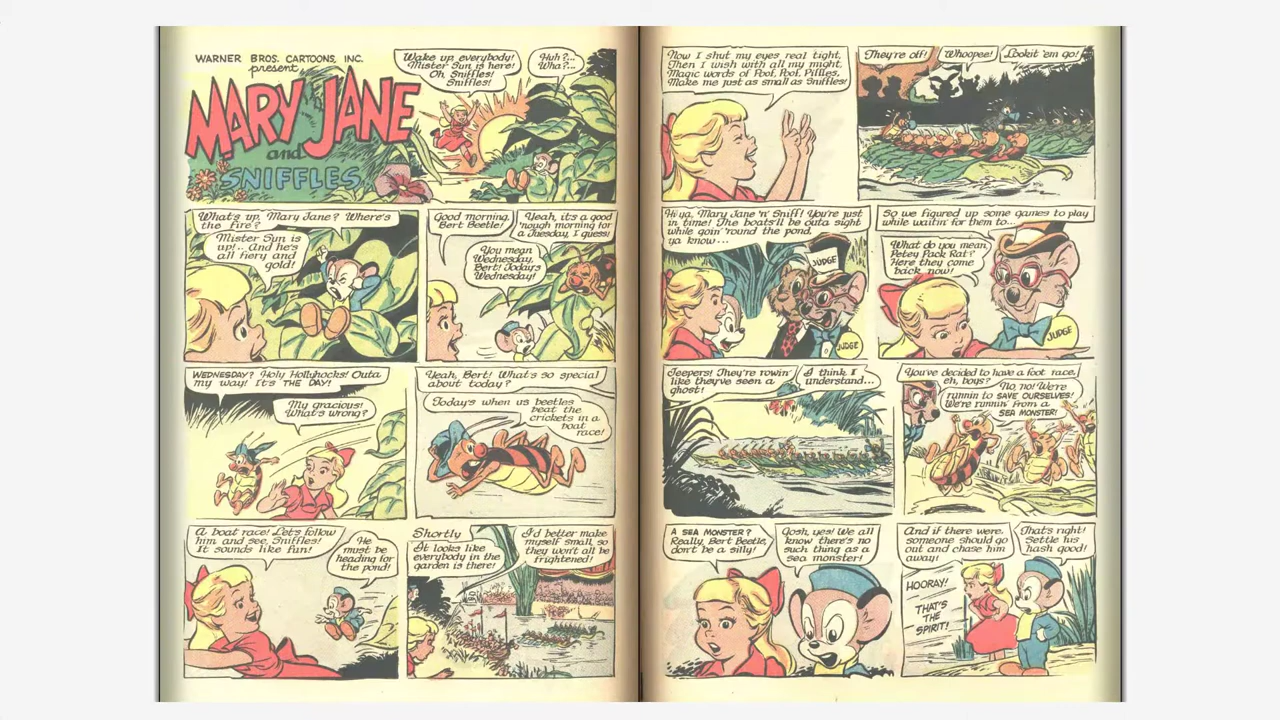 WARNER BROS. CARTOONS, INC.
present
MARY JANE
and
SNIFFLES
Wake up everybody!
Mister Sun is here!
Oh, Sniffles!
Sniffles!
Huh?...
Wha?...
What's up, Mary Jane? Where's
the fire?
Mister Sun is
up!.. And he's
all fiery and
gold!
Good morning,
Bert Beetle!
Yeah, it's a good
'nough morning for
a Tuesday, I guess!
You mean
Wednesday,
Bert! Today's
Wednesday!
WEDNESDAY? Holy Hollyhocks! Outa
my way! It's THE DAY!
My gracious!
What's wrong?
Yeah, Bert! What's so special
about today?
Today's when us beetles
beat the
crickets in a
boat
race!
A boat race! Let's follow
him and see, Sniffles!
It sounds like fun!
He
must be
heading for
the pond!
Shortly
It looks like
everybody in the
garden is there!
I'd better make
myself small, so
they won't all be
frightened!
Now I shut my eyes real tight,
Then I wish with all my might,
Magic words of Poof, Poof, Piffles,
Make me just as small as Sniffles!
They're off!
Whoopee!
Lookit 'em go!
Hi ya, Mary Jane 'n' Sniff! You're just
in time! The boats'll be outa sight
while goin' 'round the pond,
ya know...
JUDGE
JUDGE
So we figured up some games to play
while waitin' for them to...
What do you mean,
Petey Pack Rat?
Here they come
back now!
JUDGE
Jeepers! They're rowin'
like they've seen a
ghost!
I think I
understand...
You've decided to have a foot race,
eh, boys?
No, no! We're
runnin' to SAVE OURSELVES!
We're runnin' from a
SEA MONSTER!
A SEA MONSTER?
Really, Bert Beetle,
don't be a silly!
Gosh, yes! We all
know there's no
such thing as a
sea monster!
And if there were,
someone should go
out and chase him
away!
That's right!
Settle his
hash good!
HOORAY!
THAT'S
THE
SPIRIT!